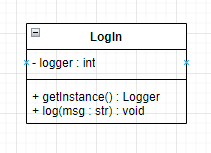 LogIn
- logger : int
+ getInstance() : Logger
+ log(msg : str) : void